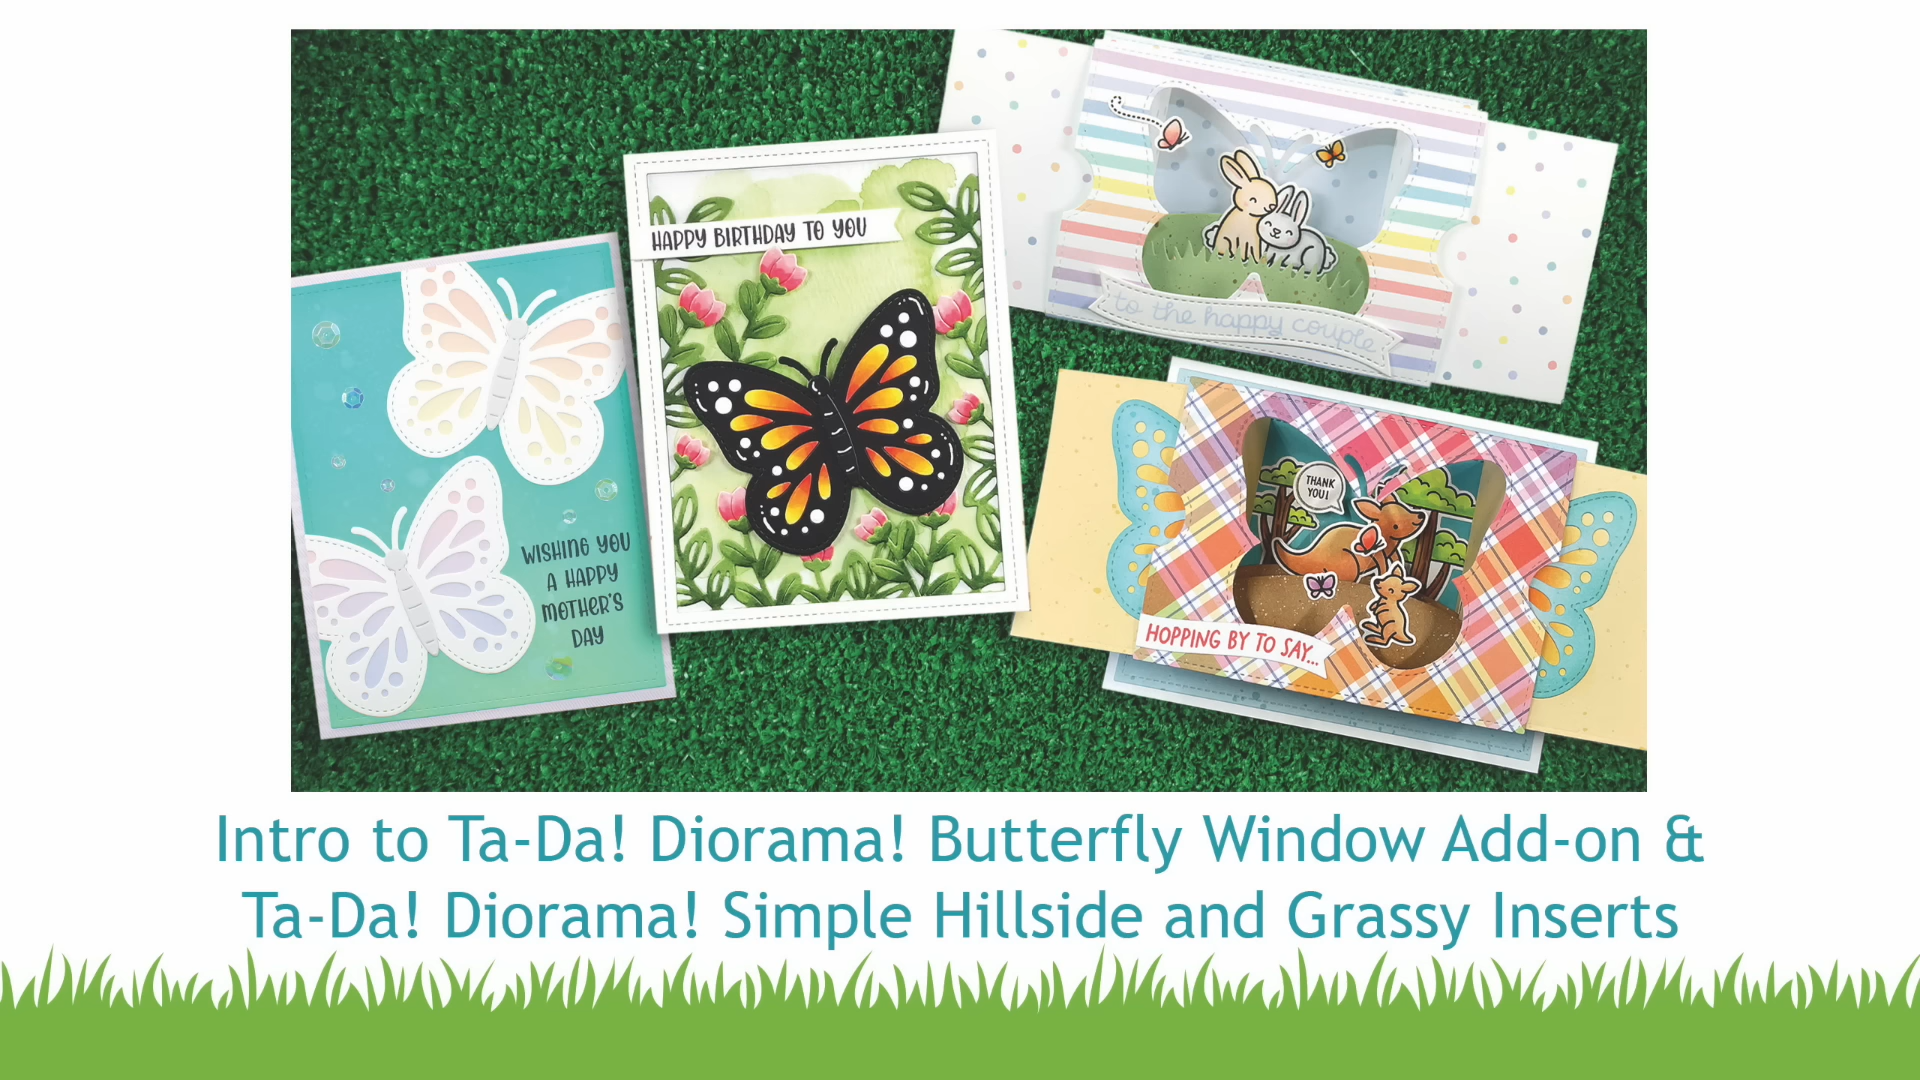 HAPPY BIRTHDAY TO YOU
to the happy couple
THANK
YOU!
WISHING YOU
A HAPPY
MOTHER'S
DAY
HOPPING BY TO SAY...
Intro to Ta-Da! Diorama! Butterfly Window Add-on &
Ta-Da! Diorama! Simple Hillside and Grassy Inserts